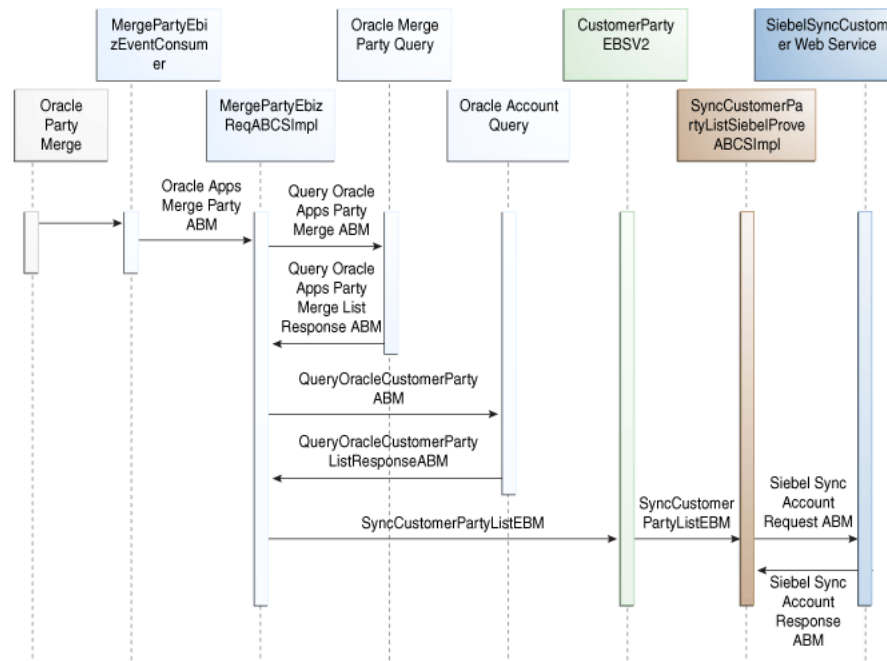 MergePartyEbi
zEventConsum
er
Oracle Merge
Party Query
CustomerParty
EBSV2
SiebelSyncCustom
er Web Service
Oracle
Party
Merge
MergePartyEbiz
ReqABCSImpl
Oracle Account
Query
SyncCustomerPa
rtyListSiebelProve
ABCSImpl
Oracle Apps
Merge Party
ABM
Query Oracle
Apps Party
Merge ABM
Query Oracle
Apps Party
Merge List
Response ABM
QueryOracleCustomerParty
ABM
QueryOracleCustomerParty
ListResponseABM
SyncCustomerPartyListEBM
SyncCustomer
PartyListEBM
Siebel Sync
Account
Request ABM
Siebel Sync
Account
Response
ABM